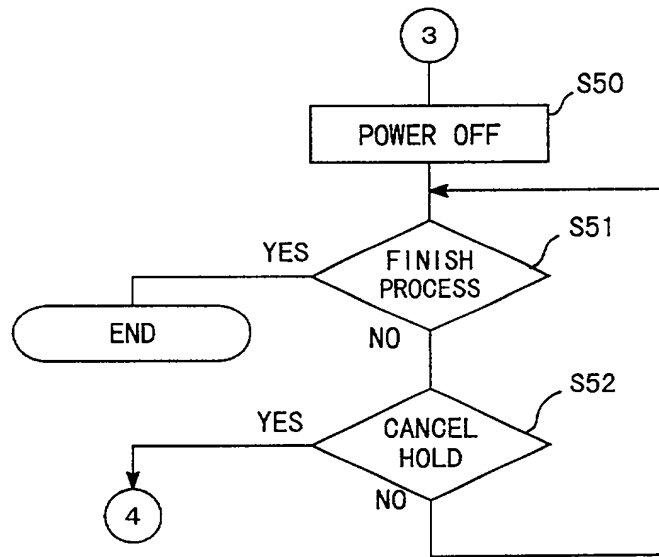 3
S50
POWER OFF
S51
YES
FINISH
PROCESS
END
NO
S52
YES
CANCEL
HOLD
NO
4